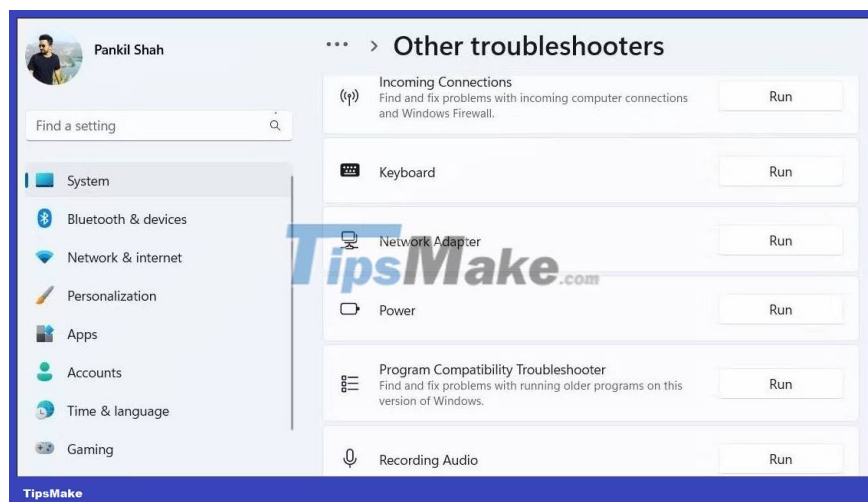 Pankil Shah
Find a setting
System
Bluetooth & devices
Network & internet
Personalization
Apps
Accounts
Time & language
Gaming
... > Other troubleshooters
Incoming Connections
Find and fix problems with incoming computer connections
and Windows Firewall.
Run
Keyboard
Run
Network Adapter
Run
Power
Run
Program Compatibility Troubleshooter
Find and fix problems with running older programs on this
version of Windows.
Run
Recording Audio
Run
TipsMake.com
TipsMake